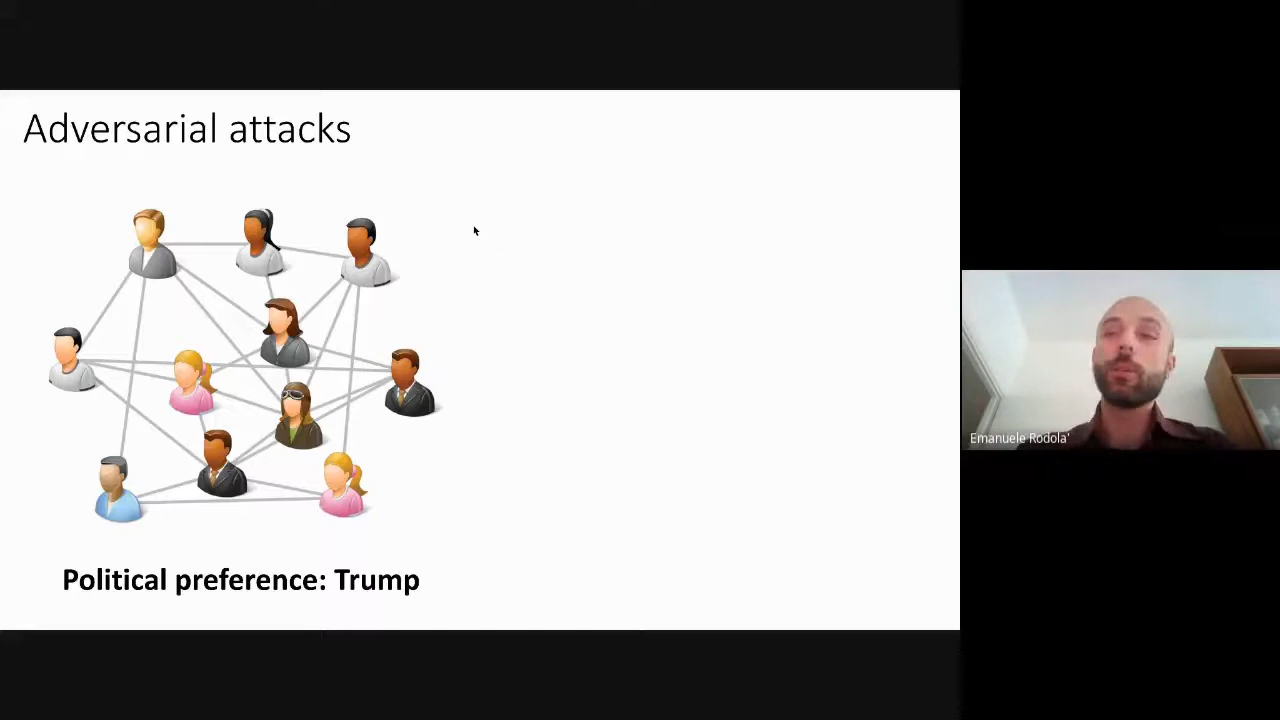 Adversarial attacks
Political preference: Trump
Emanuele Rodola'